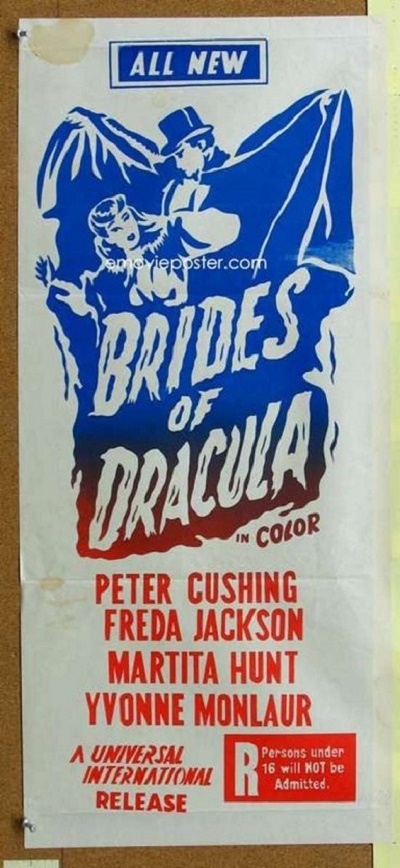 ALL NEW
emovieposter.com
BRIDES
OF
DRACULA
IN COLOR
PETER CUSHING
FREDA JACKSON
MARTITA HUNT
YVONNE MONLAUR
A UNIVERSAL
INTERNATIONAL
RELEASE
R
Persons under
16 will NOT be
Admitted.